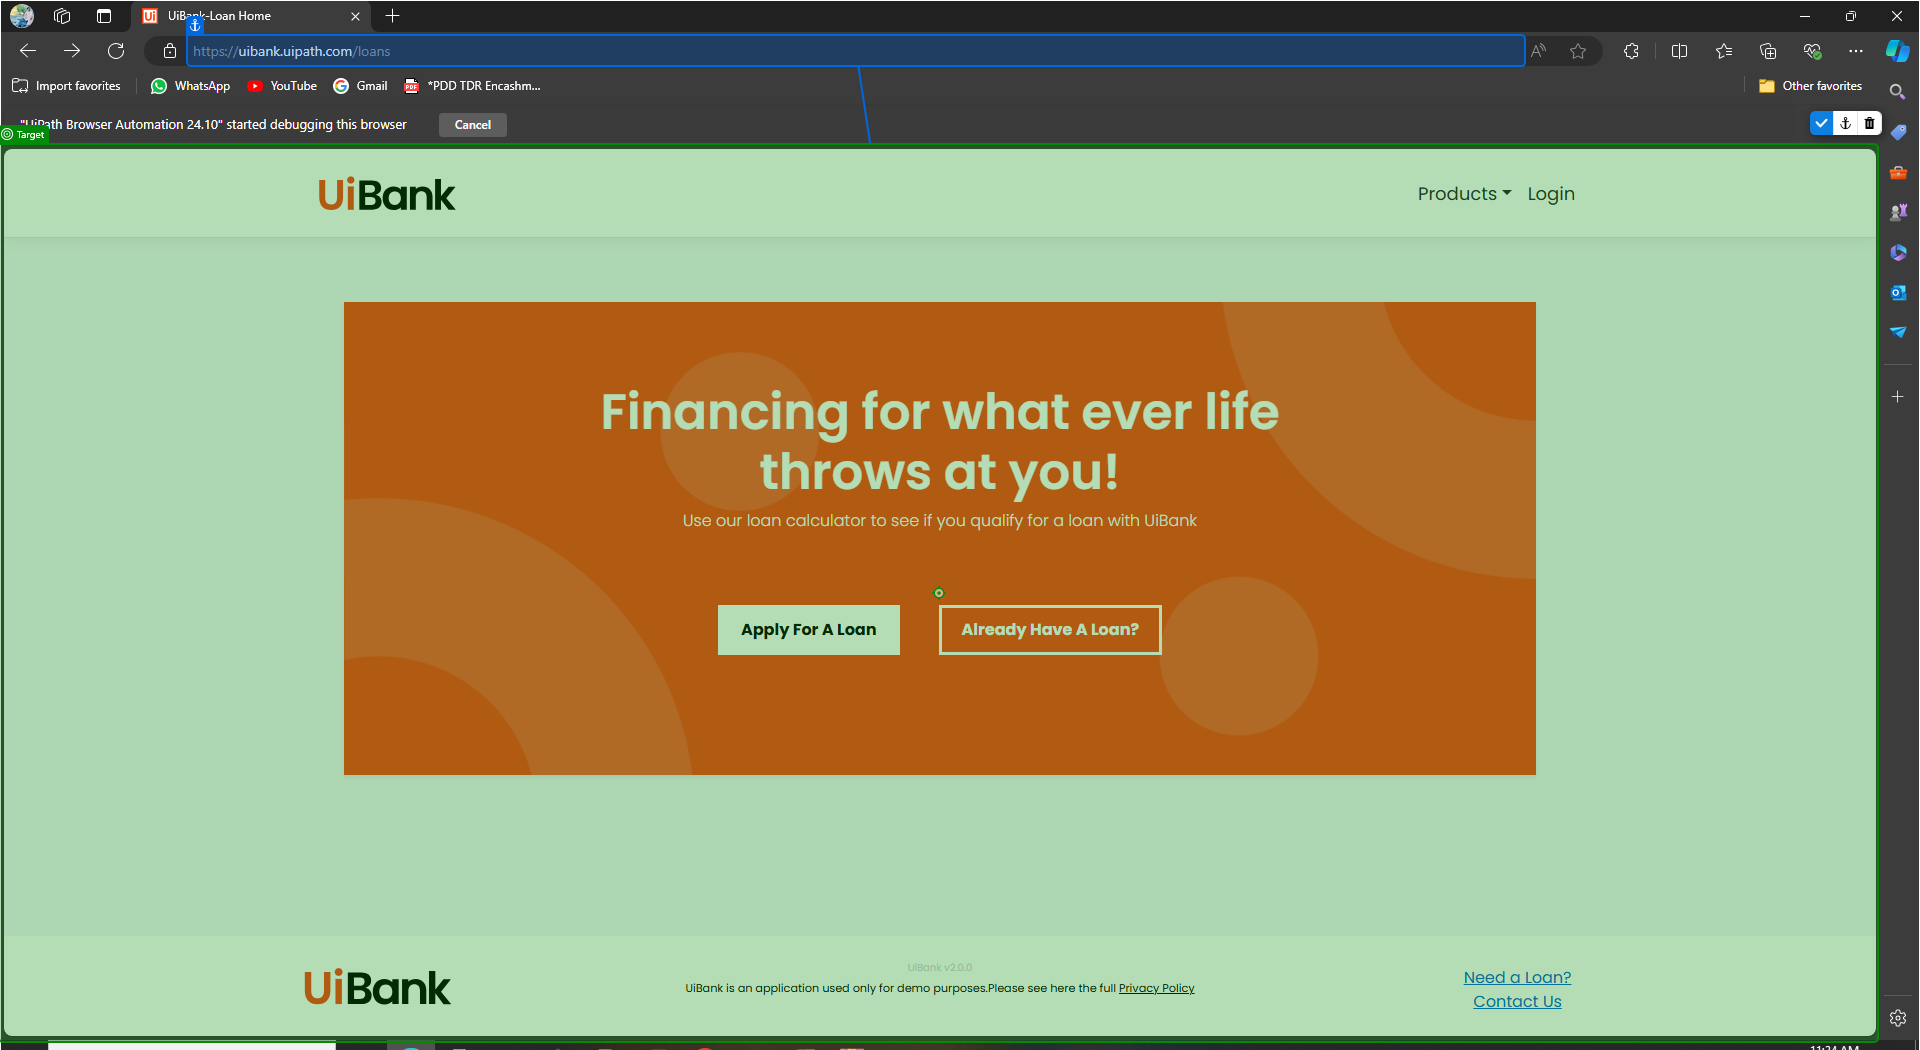 UiBank-Loan Home
https://uibank.uipath.com/loans
Import favorites
WhatsApp
YouTube
Gmail
*PDD TDR Encashm...
Other favorites
"UiPath Browser Automation 24.10" started debugging this browser
Cancel
Target
UiBank
Products
Login
Financing for what ever life
throws at you!
Use our loan calculator to see if you qualify for a loan with UiBank
Apply For A Loan
Already Have A Loan?
UiBank
UiBank v2.0.0
UiBank is an application used only for demo purposes.Please see here the full Privacy Policy
Need a Loan?
Contact Us